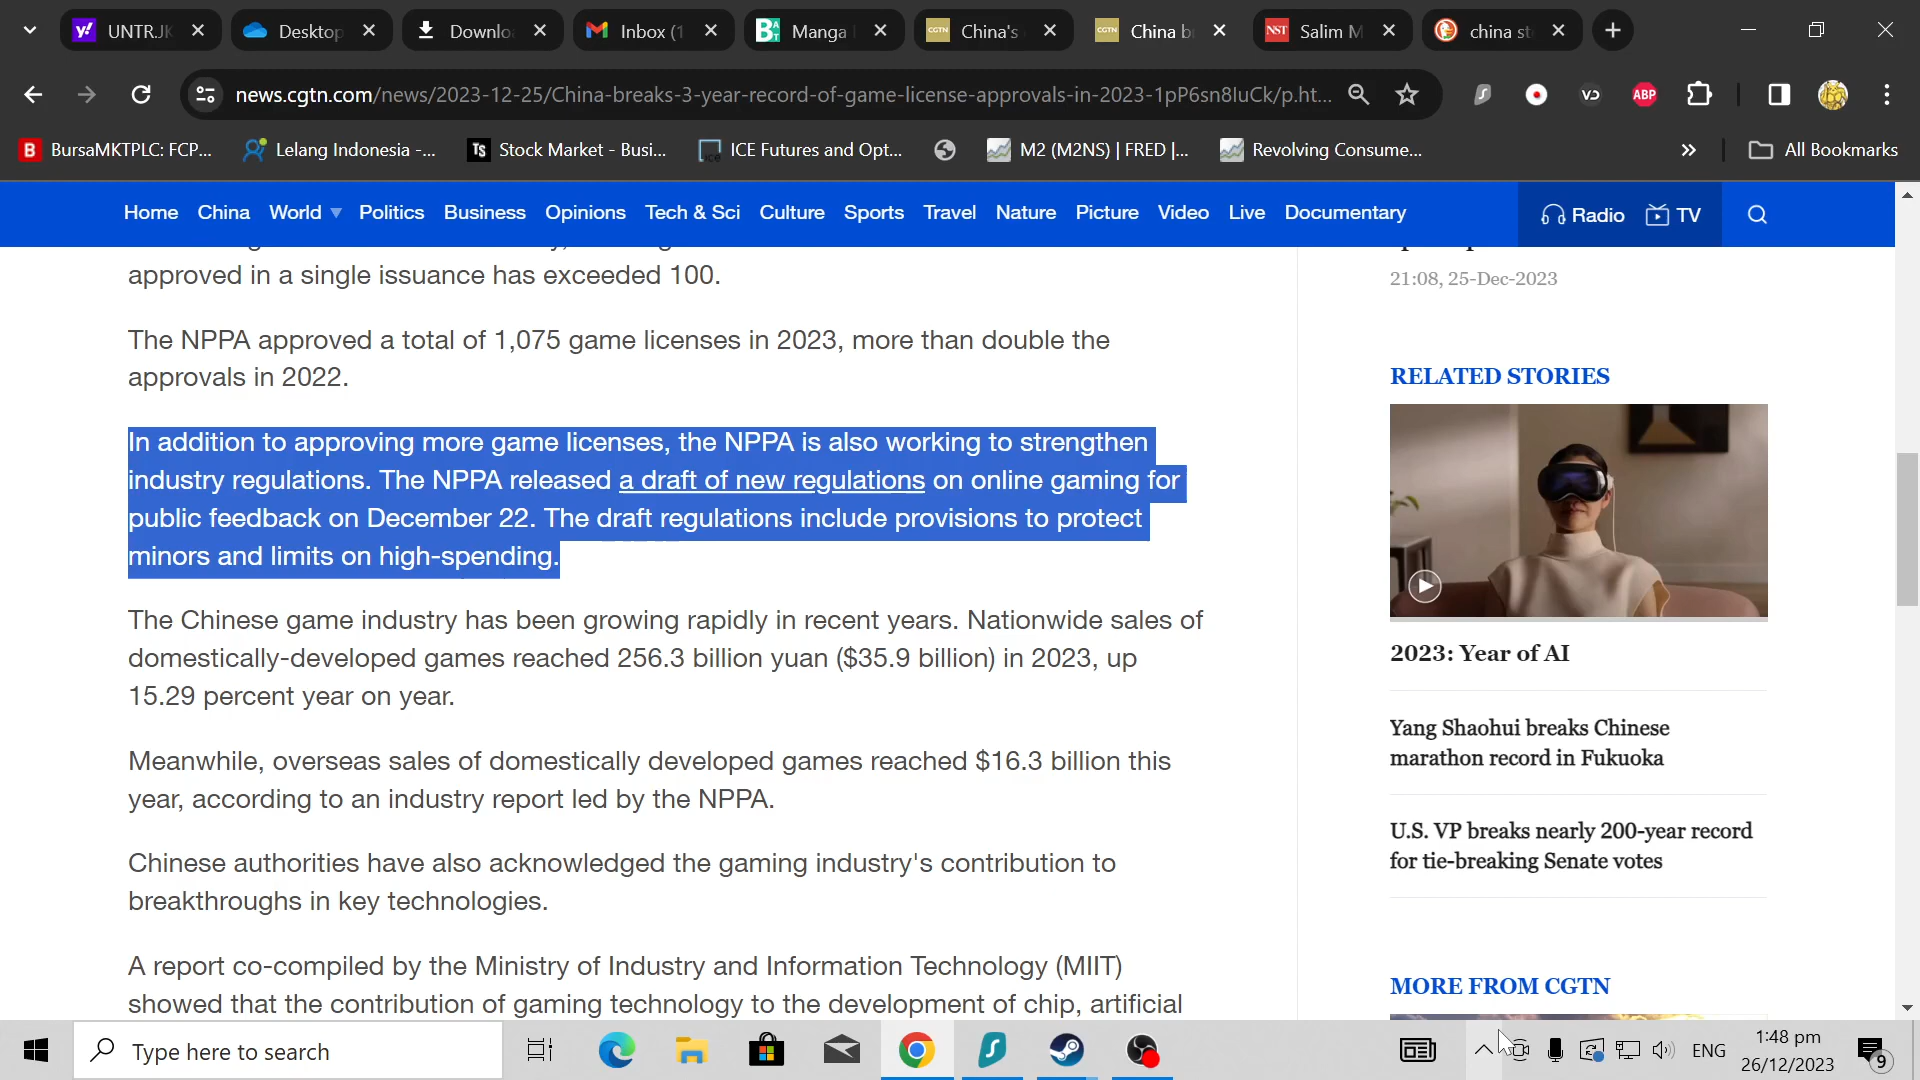 UNTR.JK
Desktop
Downlo
Inbox (1
Manga
China's
China b
NST
Salim M
china st
news.cgtn.com/news/2023-12-25/China-breaks-3-year-record-of-game-license-approvals-in-2023-1pP6sn8IuCk/p.ht...
ABP
BursaMKTPLC: FCP...
Lelang Indonesia -...
Stock Market - Busi...
ICE Futures and Opt...
M2 (M2NS) | FRED |...
Revolving Consume...
All Bookmarks
Home China World Politics Business Opinions Tech & Sci Culture Sports Travel Nature Picture Video Live Documentary
Radio TV
approved in a single issuance has exceeded 100.
The NPPA approved a total of 1,075 game licenses in 2023, more than double the
approvals in 2022.
In addition to approving more game licenses, the NPPA is also working to strengthen
industry regulations. The NPPA released a draft of new regulations on online gaming for
public feedback on December 22. The draft regulations include provisions to protect
minors and limits on high-spending.
The Chinese game industry has been growing rapidly in recent years. Nationwide sales of
domestically-developed games reached 256.3 billion yuan ($35.9 billion) in 2023, up
15.29 percent year on year.
Meanwhile, overseas sales of domestically developed games reached $16.3 billion this
year, according to an industry report led by the NPPA.
Chinese authorities have also acknowledged the gaming industry's contribution to
breakthroughs in key technologies.
A report co-compiled by the Ministry of Industry and Information Technology (MIIT)
showed that the contribution of gaming technology to the development of chip, artificial
21:08, 25-Dec-2023
RELATED STORIES
2023: Year of AI
Yang Shaohui breaks Chinese
marathon record in Fukuoka
U.S. VP breaks nearly 200-year record
for tie-breaking Senate votes
MORE FROM CGTN
Type here to search
ENG
1:48 pm
26/12/2023
9